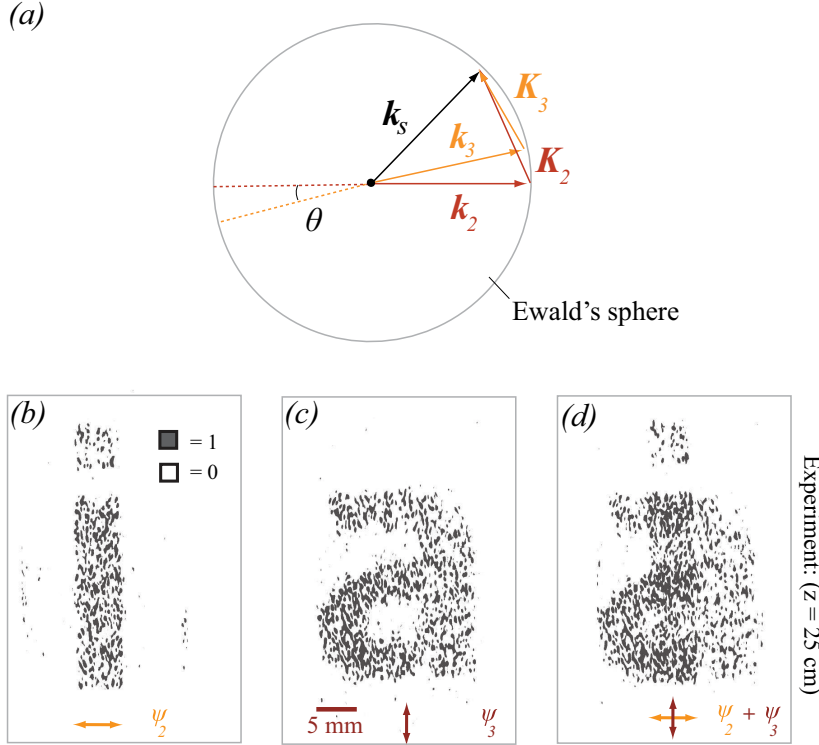 (a)
k_s
K_3
k_3
K_2
k_2
θ
Ewald's sphere
(b)
= 1
= 0
ψ_2
(c)
5 mm
ψ_3
(d)
ψ_2 + ψ_3
Experiment: (z = 25 cm)